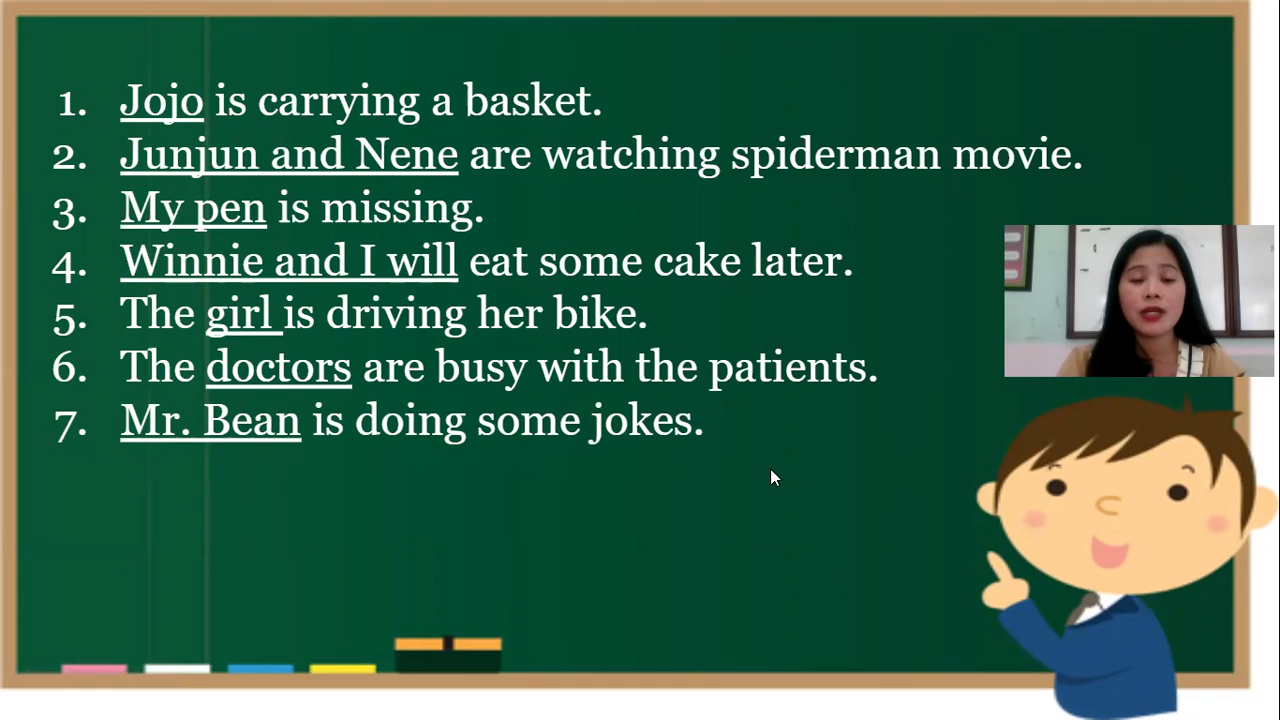 1. Jojo is carrying a basket.
2. Junjun and Nene are watching spiderman movie.
3. My pen is missing.
4. Winnie and I will eat some cake later.
5. The girl is driving her bike.
6. The doctors are busy with the patients.
7. Mr. Bean is doing some jokes.